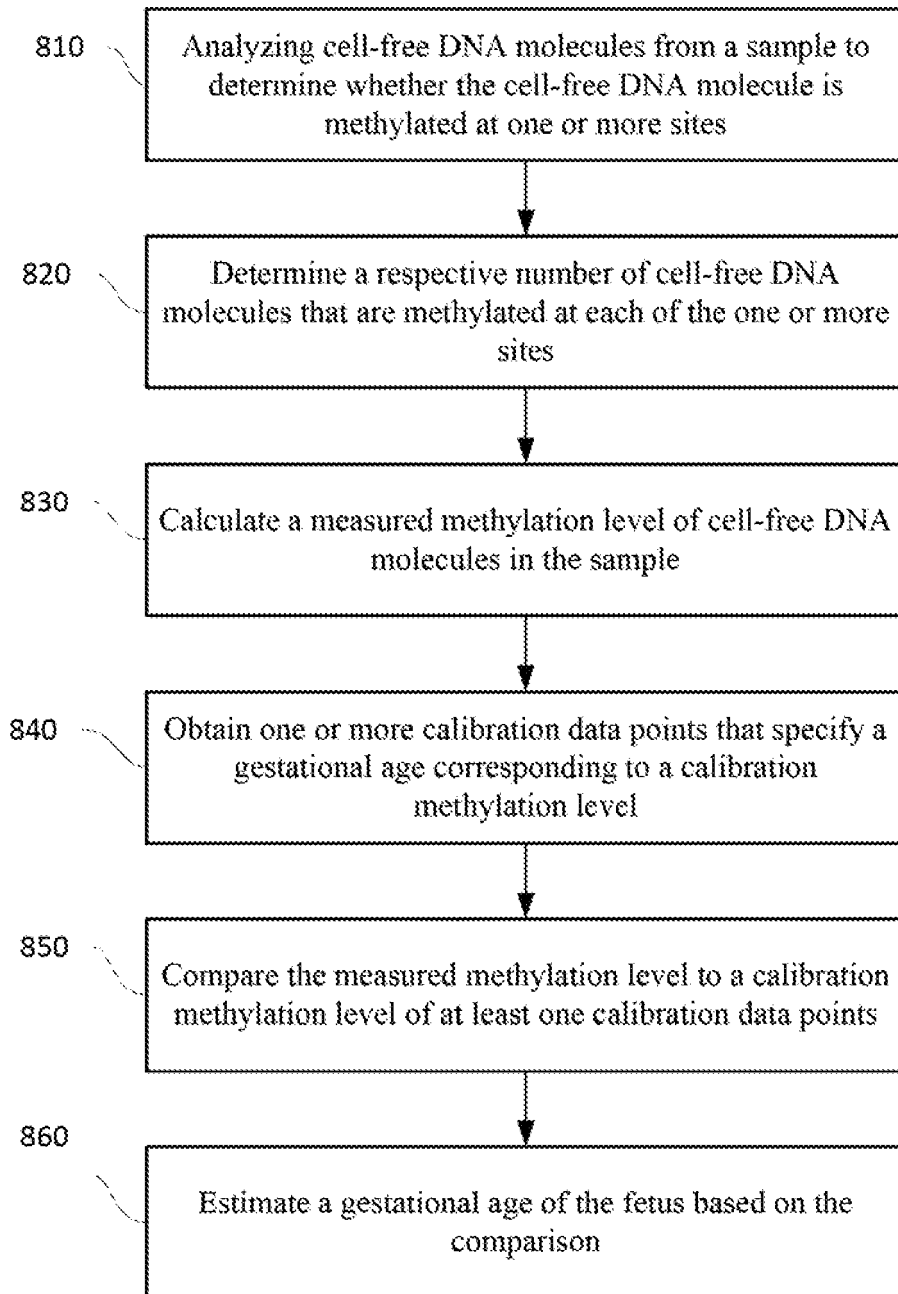 810
Analyzing cell-free DNA molecules from a sample to
determine whether the cell-free DNA molecule is
methylated at one or more sites
820
Determine a respective number of cell-free DNA
molecules that are methylated at each of the one or more
sites
830
Calculate a measured methylation level of cell-free DNA
molecules in the sample
840
Obtain one or more calibration data points that specify a
gestational age corresponding to a calibration
methylation level
850
Compare the measured methylation level to a calibration
methylation level of at least one calibration data points
860
Estimate a gestational age of the fetus based on the
comparison